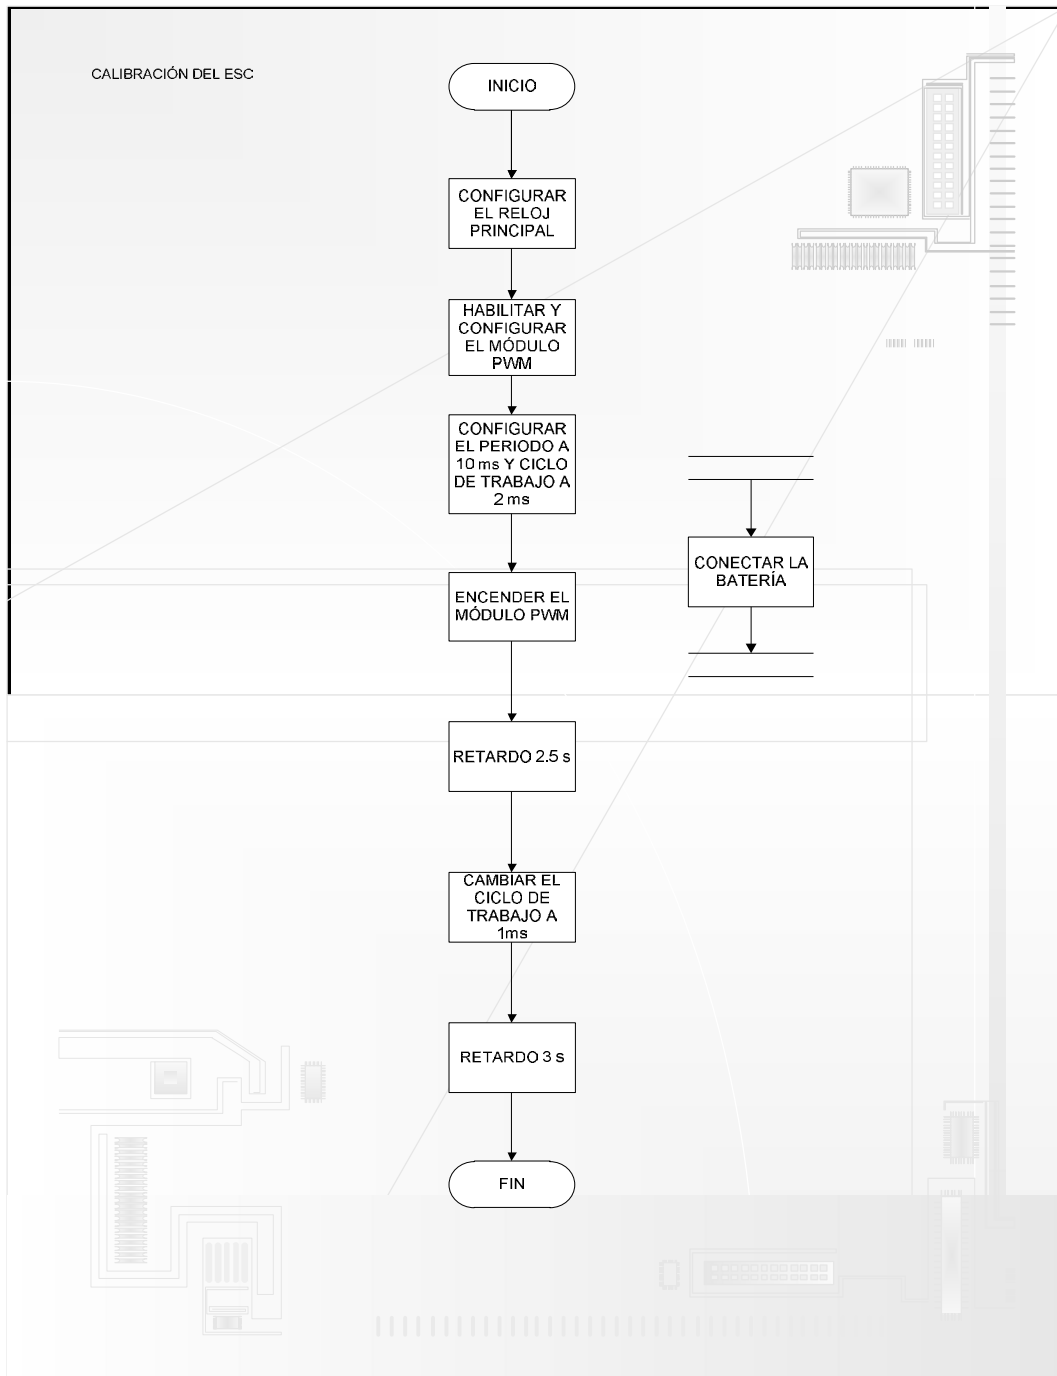 CALIBRACIÓN DEL ESC
INICIO
CONFIGURAR
EL RELOJ
PRINCIPAL
HABILITAR Y
CONFIGURAR
EL MÓDULO
PWM
CONFIGURAR
EL PERIODO A
10 ms Y CICLO
DE TRABAJO A
2 ms
CONECTAR LA
BATERÍA
ENCENDER EL
MÓDULO PWM
RETARDO 2.5 s
CAMBIAR EL
CICLO DE
TRABAJO A
1ms
RETARDO 3 s
FIN